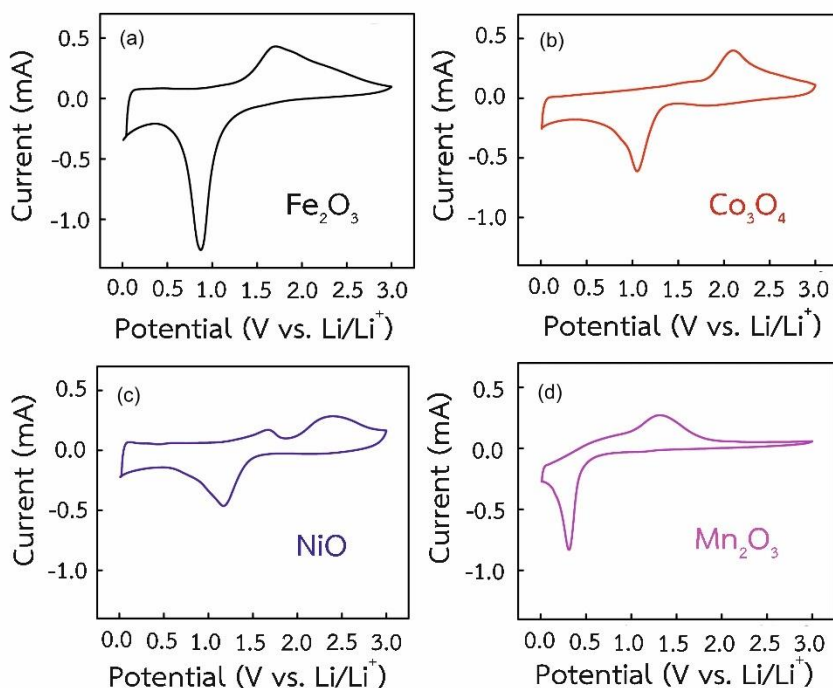 (a)
0.5
0.0
-0.5
-1.0
Current (mA)
Fe₂O₃
0.0 0.5 1.0 1.5 2.0 2.5 3.0
Potential (V vs. Li/Li⁺)
(b)
0.5
0.0
-0.5
-1.0
Current (mA)
Co₃O₄
0.0 0.5 1.0 1.5 2.0 2.5 3.0
Potential (V vs. Li/Li⁺)
(c)
0.5
0.0
-0.5
-1.0
Current (mA)
NiO
0.0 0.5 1.0 1.5 2.0 2.5 3.0
Potential (V vs. Li/Li⁺)
(d)
0.5
0.0
-0.5
-1.0
Current (mA)
Mn₂O₃
0.0 0.5 1.0 1.5 2.0 2.5 3.0
Potential (V vs. Li/Li⁺)